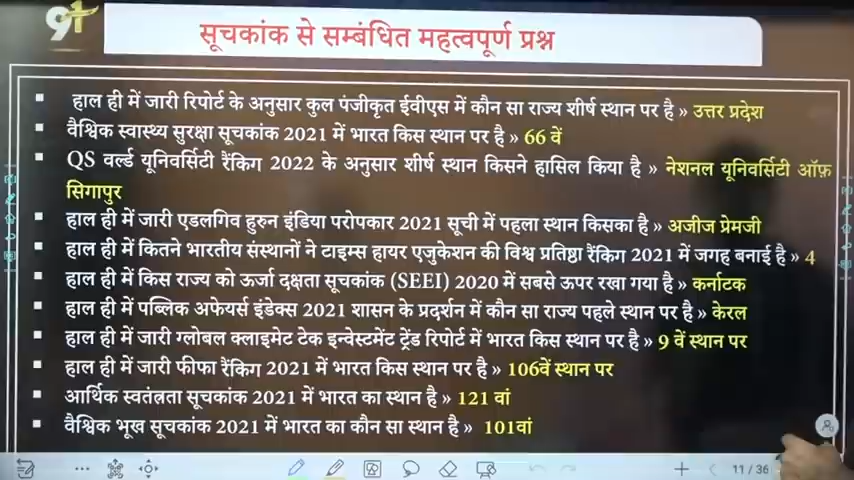 9
सूचकांक से सम्बंधित महत्वपूर्ण प्रश्न
हाल ही में जारी रिपोर्ट के अनुसार कुल पंजीकृत ईवीएस में कौन सा राज्य शीर्ष स्थान पर है » उत्तर प्रदेश
वैश्विक स्वास्थ्य सुरक्षा सूचकांक 2021 में भारत किस स्थान पर है » 66 वें
QS वर्ल्ड यूनिवर्सिटी रैंकिग 2022 के अनुसार शीर्ष स्थान किसने हासिल किया है » नेशनल यूनिवर्सिटी ऑफ़
सिगापुर
हाल ही में जारी एडलगिव हुरुन इंडिया परोपकार 2021 सूची में पहला स्थान किसका है » अजीज प्रेमजी
हाल ही में कितने भारतीय संस्थानों ने टाइम्स हायर एजुकेशन की विश्व प्रतिष्ठा रैंकिग 2021 में जगह बनाई है » 4
हाल ही में किस राज्य को ऊर्जा दक्षता सूचकांक (SEEI) 2020 में सबसे ऊपर रखा गया है » कर्नाटक
हाल ही में पब्लिक अफेयर्स इंडेक्स 2021 शासन के प्रदर्शन में कौन सा राज्य पहले स्थान पर है » केरल
हाल ही में जारी ग्लोबल क्लाइमेट टेक इन्वेस्टमेंट ट्रेंड रिपोर्ट में भारत किस स्थान पर है » 9 वें स्थान पर
हाल ही में जारी फीफा रैंकिग 2021 में भारत किस स्थान पर है » 106वें स्थान पर
आर्थिक स्वतंत्रता सूचकांक 2021 में भारत का स्थान है » 121 वां
वैश्विक भूख सूचकांक 2021 में भारत का कौन सा स्थान है » 101वां
11 / 36